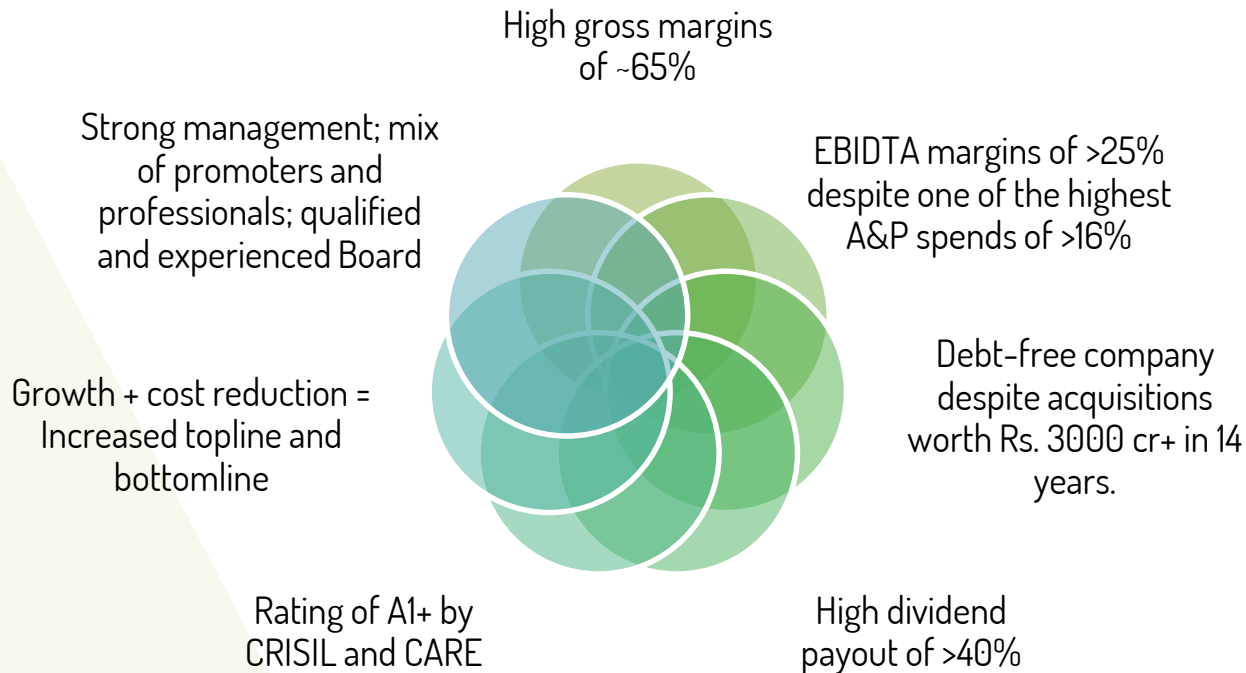 High gross margins
of ~65%
EBIDTA margins of >25%
despite one of the highest
A&P spends of >16%
Debt-free company
despite acquisitions
worth Rs. 3000 cr+ in 14
years.
High dividend
payout of >40%
Rating of A1+ by
CRISIL and CARE
Growth + cost reduction =
Increased topline and
bottomline
Strong management; mix
of promoters and
professionals; qualified
and experienced Board